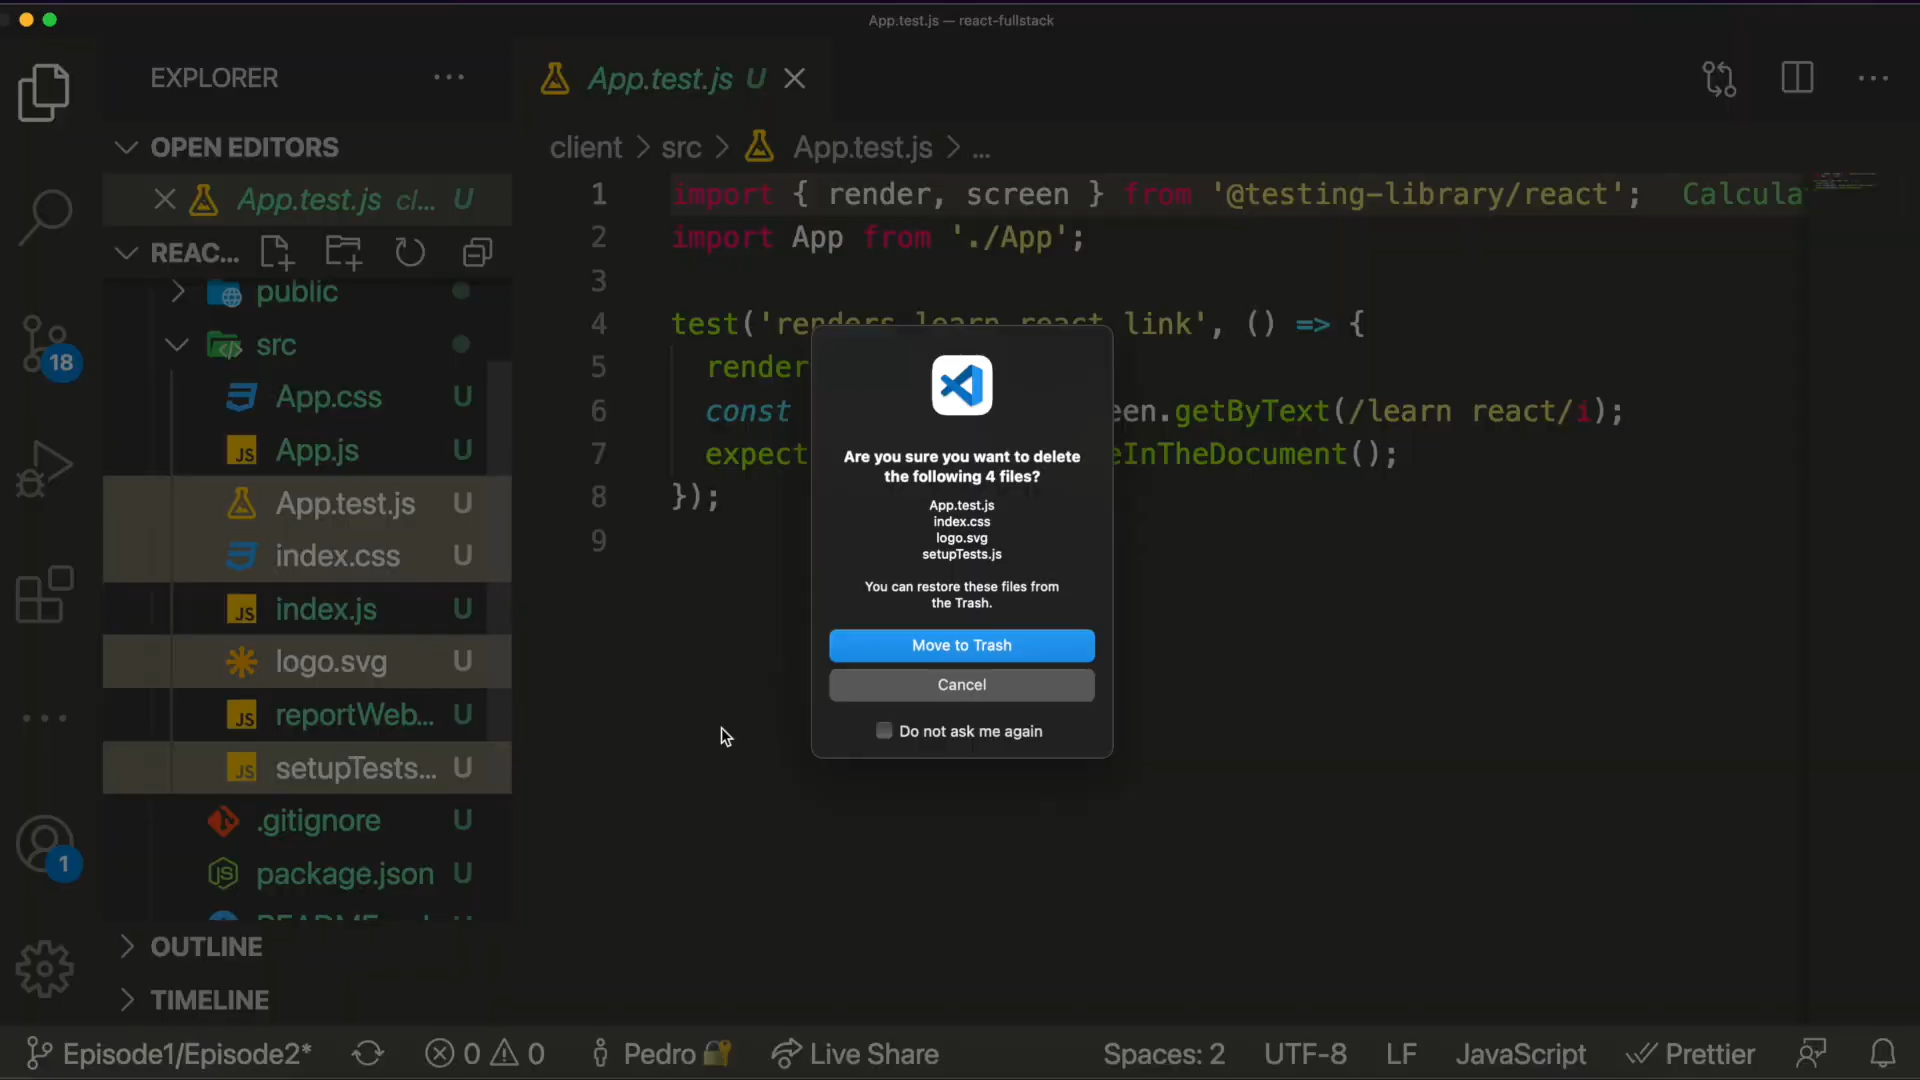 App.test.js — react-fullstack
EXPLORER
App.test.js U
OPEN EDITORS
App.test.js cl... U
REAC...
public
src
App.css U
App.js U
App.test.js U
index.css U
index.js U
logo.svg U
reportWeb... U
setupTests... U
.gitignore U
package.json U
OUTLINE
TIMELINE
18
1
client > src > App.test.js > ...
1 import { render, screen } from '@testing-library/react'; Calcula
2 import App from './App';
3
4 test('renders learn react link', () => {
5 render
6 const een.getByText(/learn react/i);
7 expect eInTheDocument();
8 });
9
Are you sure you want to delete
the following 4 files?
App.test.js
index.css
logo.svg
setupTests.js
You can restore these files from
the Trash.
Move to Trash
Cancel
Do not ask me again
Episode1/Episode2* 0 0 Pedro Live Share Spaces: 2 UTF-8 LF JavaScript Prettier